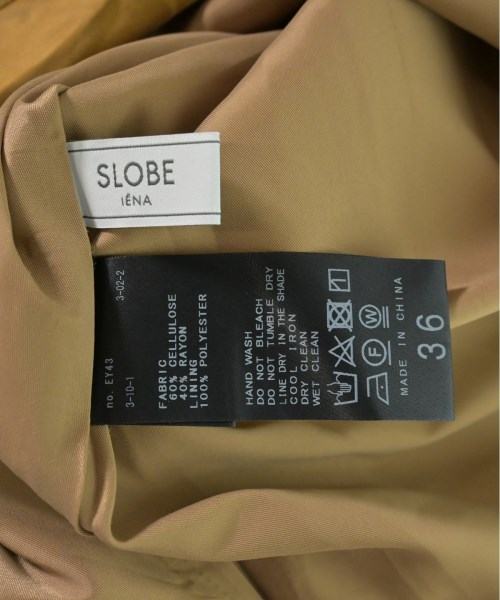 SLOBE
IÉNA
3-02-2
no. EY43
3-10-1
FABRIC
60% CELLULOSE
40% RAYON
LINING
100% POLYESTER
HAND WASH
DO NOT BLEACH
DO NOT TUMBLE DRY
LINE DRY IN THE SHADE
COOL IRON
DRY CLEAN
WET CLEAN
F
W
MADE IN CHINA
36